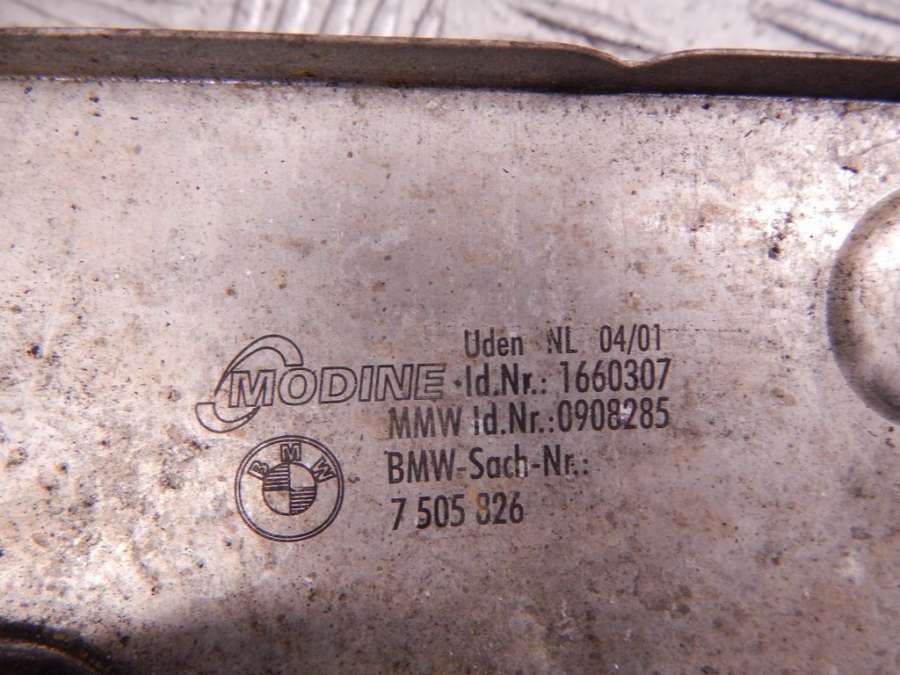 Uden NL 04/01
MODINE Id.Nr.: 1660307
MMW Id.Nr.:0908285
BMW
BMW-Sach-Nr.:
7 505 826